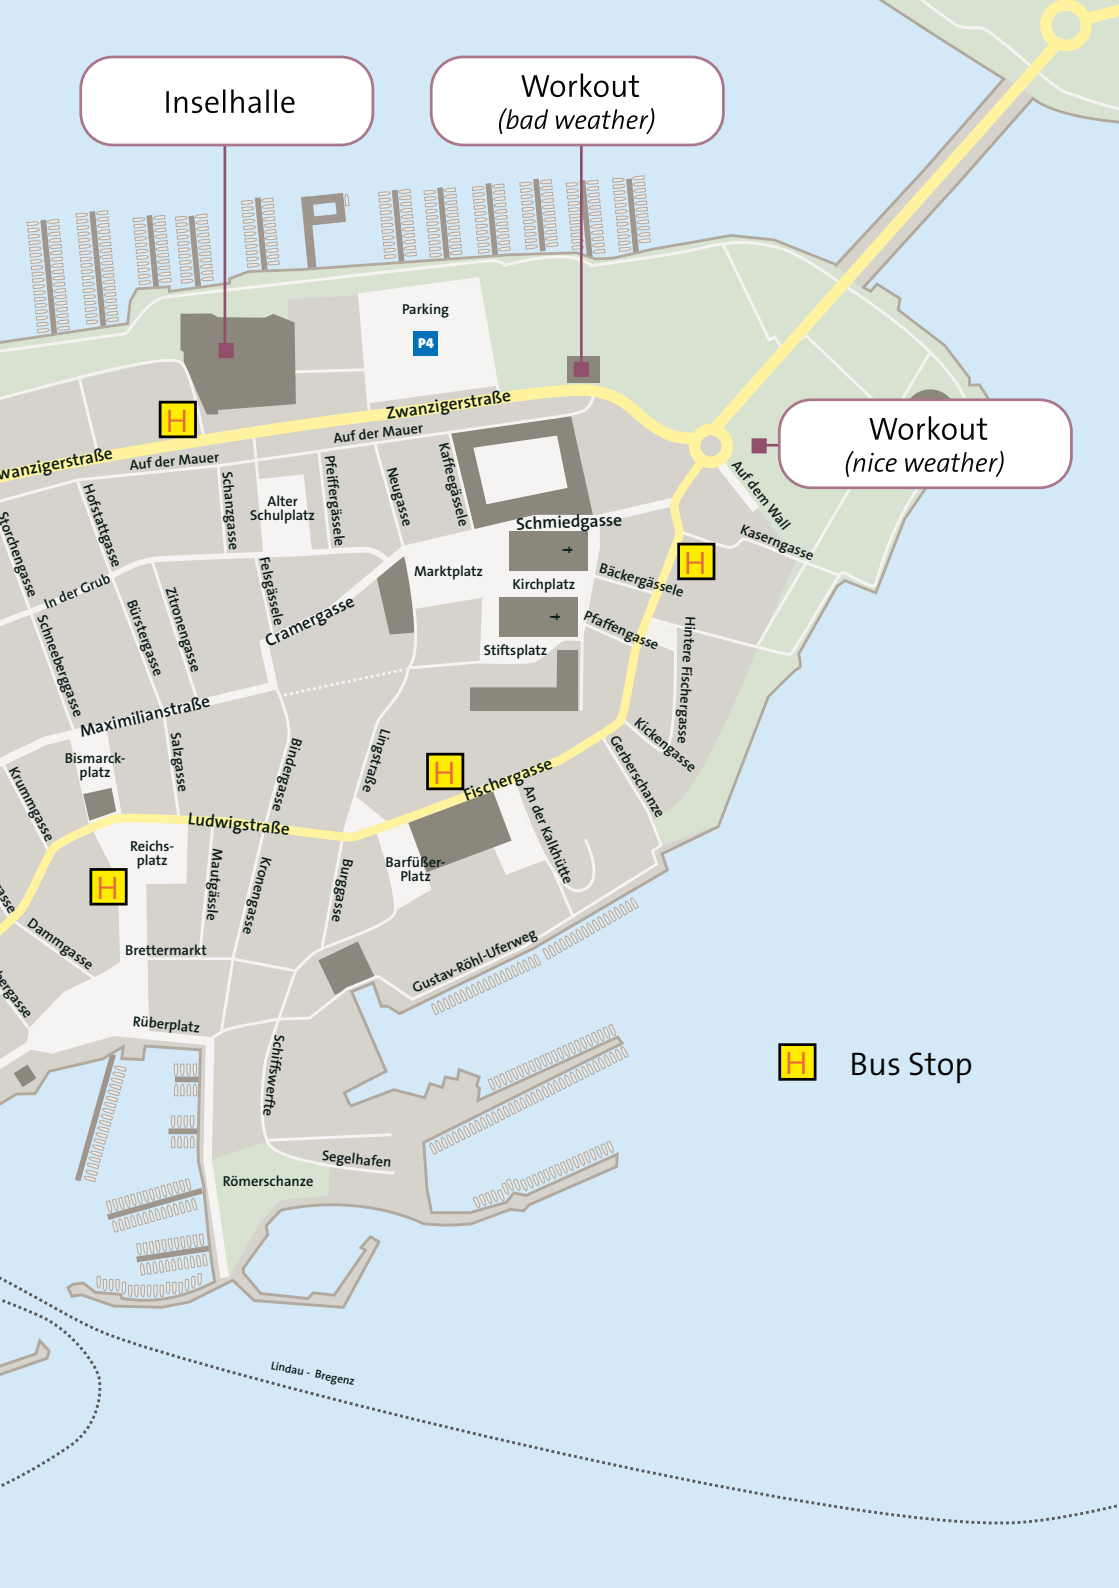 Inselhalle
Workout
(bad weather)
Parking
P4
H
Zwanzigerstraße
wanzigerstraße
Auf der Mauer
Auf der Mauer
Workout
(nice weather)
Auf dem Wall
Kaserngasse
Storchengasse
Hofstattgasse
Schanzgasse
Alter
Schulplatz
Pfeiffergässele
Neugasse
Kaffeegässele
Schmiedgasse
H
In der Grub
Felsgässele
Marktplatz
Kirchplatz
Bäckergässele
Cramergasse
Pfaffengasse
Stiftsplatz
Hintere Fischergasse
Schneeberggasse
Bürstergasse
Zitronengasse
Maximilianstraße
Bismarck-
platz
Salzgasse
Bindergasse
Lingstraße
H
Fischergasse
Kickengasse
Gerberschanze
Krummgasse
Ludwigstraße
An der Kalkhütte
Reichs-
platz
Mautgässle
Kronengasse
Burggasse
Barfüßer-
Platz
H
asse
Dammgasse
Brettermarkt
Gustav-Röhl-Uferweg
bergasse
Rüberplatz
Schiffswerfte
H
Bus Stop
Segelhafen
Römerschanze
Lindau - Bregenz